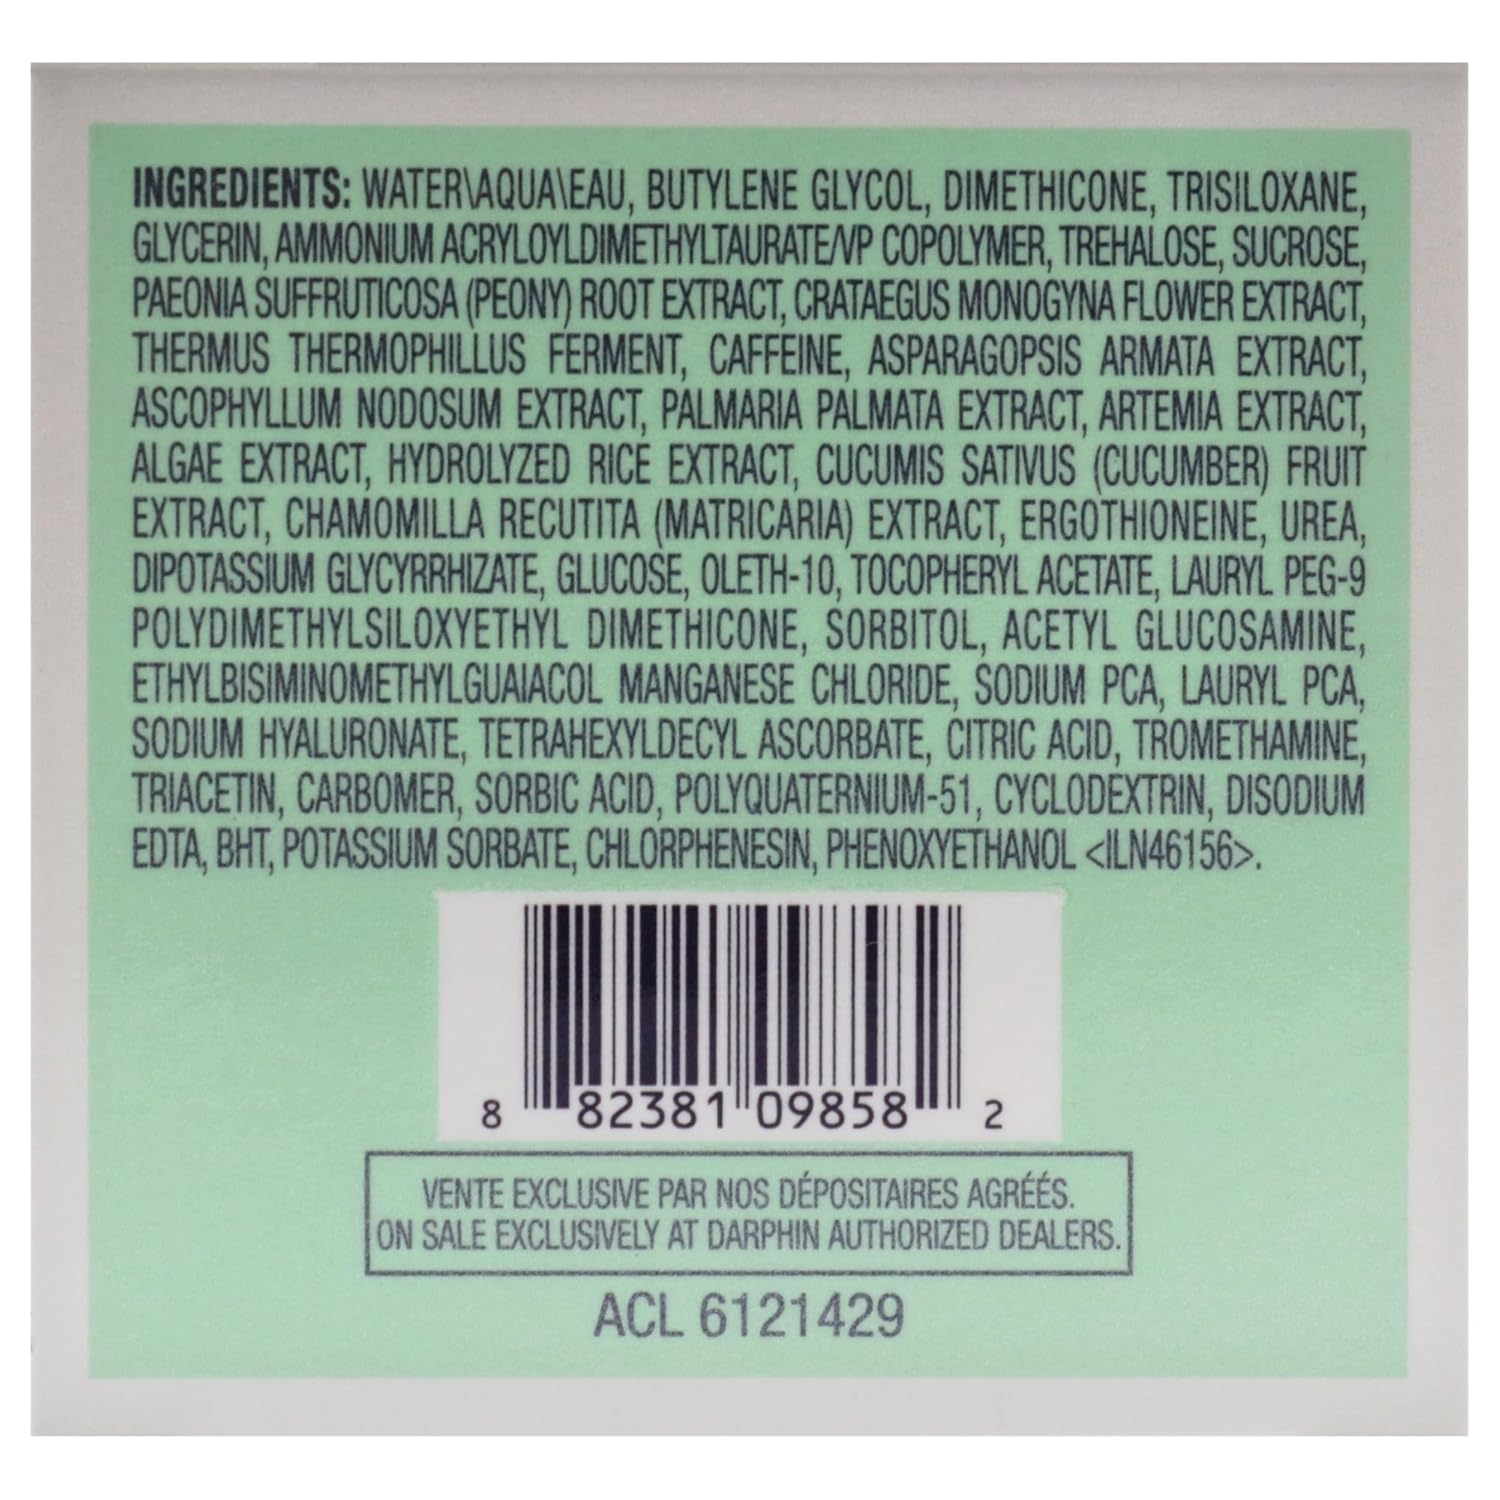 INGREDIENTS: WATER\AQUA\EAU, BUTYLENE GLYCOL, DIMETHICONE, TRISILOXANE,
GLYCERIN, AMMONIUM ACRYLOYLDIMETHYLTAURATE/VP COPOLYMER, TREHALOSE, SUCROSE,
PAEONIA SUFFRUTICOSA (PEONY) ROOT EXTRACT, CRATAEGUS MONOGYNA FLOWER EXTRACT,
THERMUS THERMOPHILLUS FERMENT, CAFFEINE, ASPARAGOPSIS ARMATA EXTRACT,
ASCOPHYLLUM NODOSUM EXTRACT, PALMARIA PALMATA EXTRACT, ARTEMIA EXTRACT,
ALGAE EXTRACT, HYDROLYZED RICE EXTRACT, CUCUMIS SATIVUS (CUCUMBER) FRUIT
EXTRACT, CHAMOMILLA RECUTITA (MATRICARIA) EXTRACT, ERGOTHIONEINE, UREA,
DIPOTASSIUM GLYCYRRHIZATE, GLUCOSE, OLETH-10, TOCOPHERYL ACETATE, LAURYL PEG-9
POLYDIMETHYLSILOXYETHYL DIMETHICONE, SORBITOL, ACETYL GLUCOSAMINE,
ETHYLBISIMINOMETHYLGUAIACOL MANGANESE CHLORIDE, SODIUM PCA, LAURYL PCA,
SODIUM HYALURONATE, TETRAHEXYLDECYL ASCORBATE, CITRIC ACID, TROMETHAMINE,
TRIACETIN, CARBOMER, SORBIC ACID, POLYQUATERNIUM-51, CYCLODEXTRIN, DISODIUM
EDTA, BHT, POTASSIUM SORBATE, CHLORPHENESIN, PHENOXYETHANOL <ILN46156>.
8 82381 09858 2
VENTE EXCLUSIVE PAR NOS DÉPOSITAIRES AGRÉÉS.
ON SALE EXCLUSIVELY AT DARPHIN AUTHORIZED DEALERS.
ACL 6121429